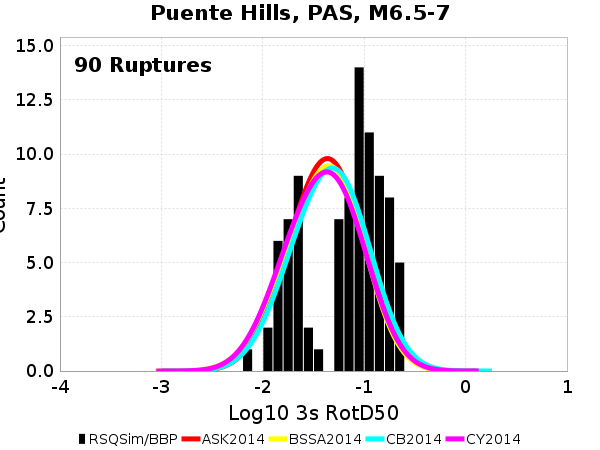 Puente Hills, PAS, M6.5-7
90 Ruptures
15.0
12.5
10.0
7.5
5.0
2.5
0.0
Count
-4 -3 -2 -1 0 1
Log10 3s RotD50
RSQSim/BBP ASK2014 BSSA2014 CB2014 CY2014